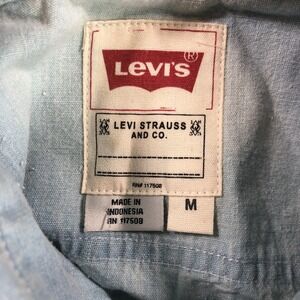 LEVI'S®
LEVI STRAUSS
AND CO.
RN# 117508
MADE IN
INDONESIA
RN 117508
M